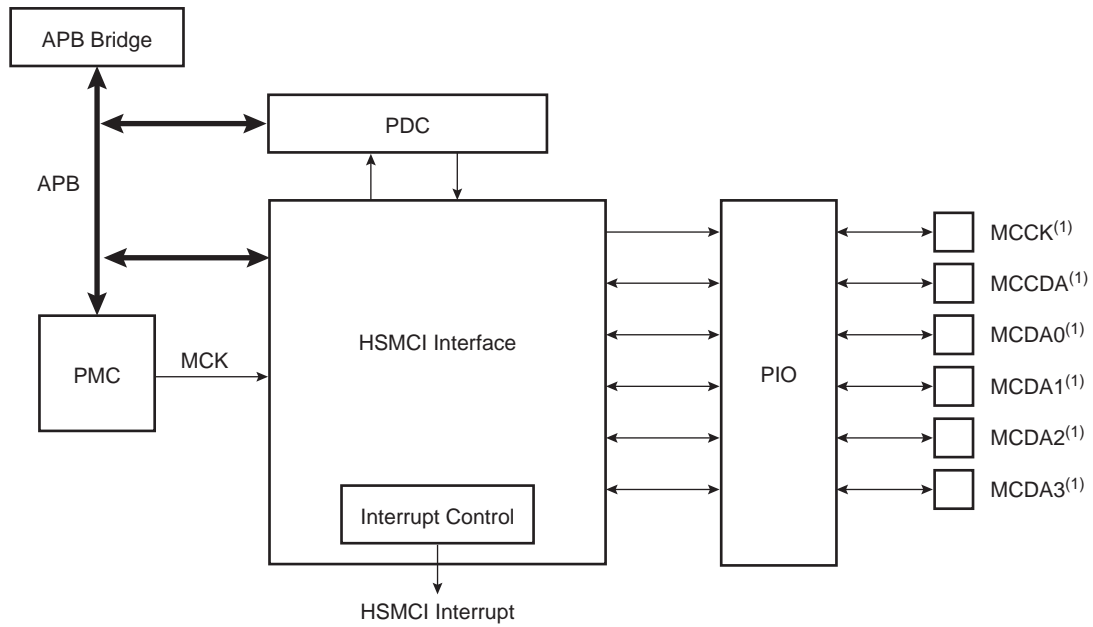 APB Bridge
PDC
APB
MCCK(1)
MCCDA(1)
MCDA0(1)
HSMCI Interface
MCK
PMC
PIO
MCDA1(1)
MCDA2(1)
MCDA3(1)
Interrupt Control
HSMCI Interrupt